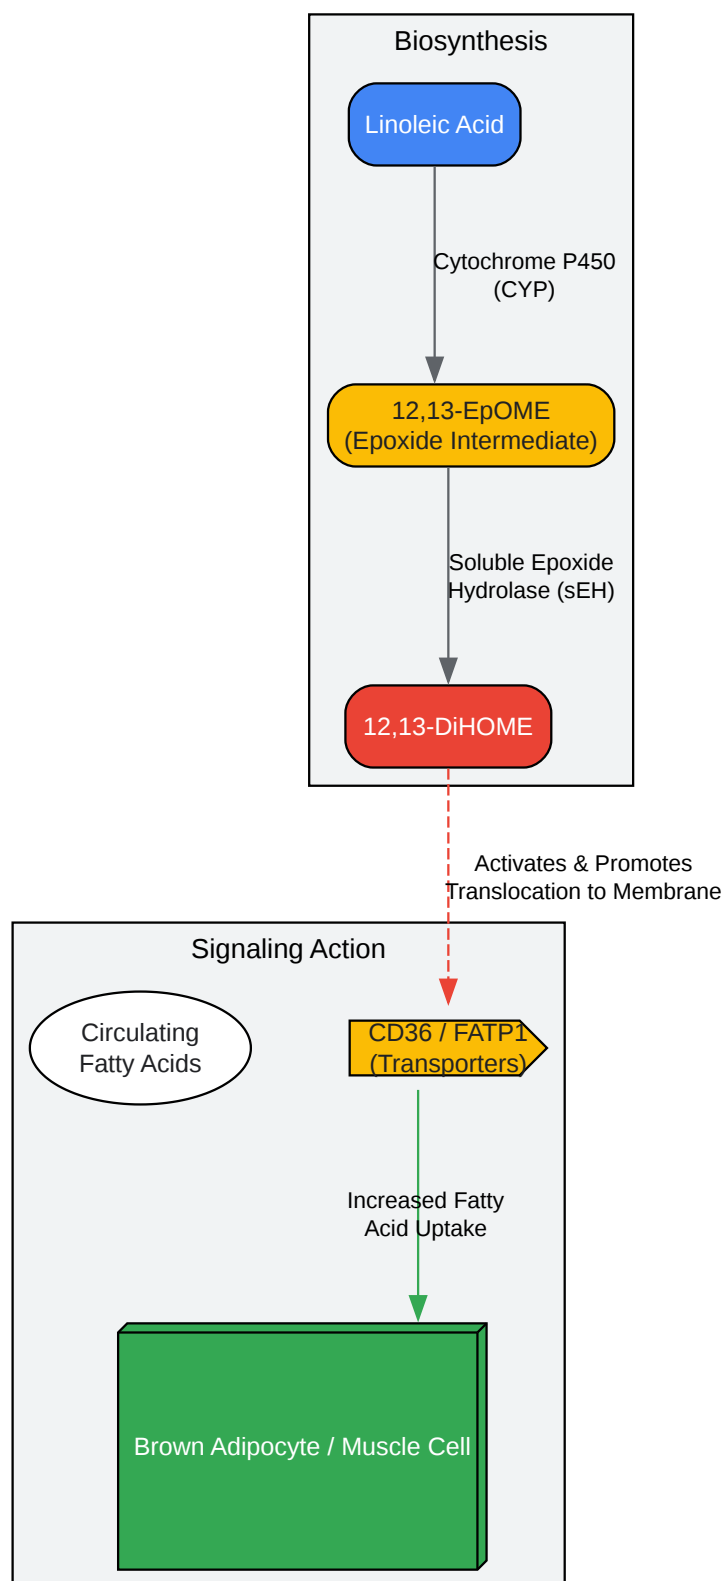 Biosynthesis
Linoleic Acid
Cytochrome P450
(CYP)
12,13-EpOME
(Epoxide Intermediate)
Soluble Epoxide
Hydrolase (sEH)
12,13-DiHOME
Activates & Promotes
Translocation to Membrane
Signaling Action
Circulating
Fatty Acids
CD36 / FATP1
(Transporters)
Increased Fatty
Acid Uptake
Brown Adipocyte / Muscle Cell